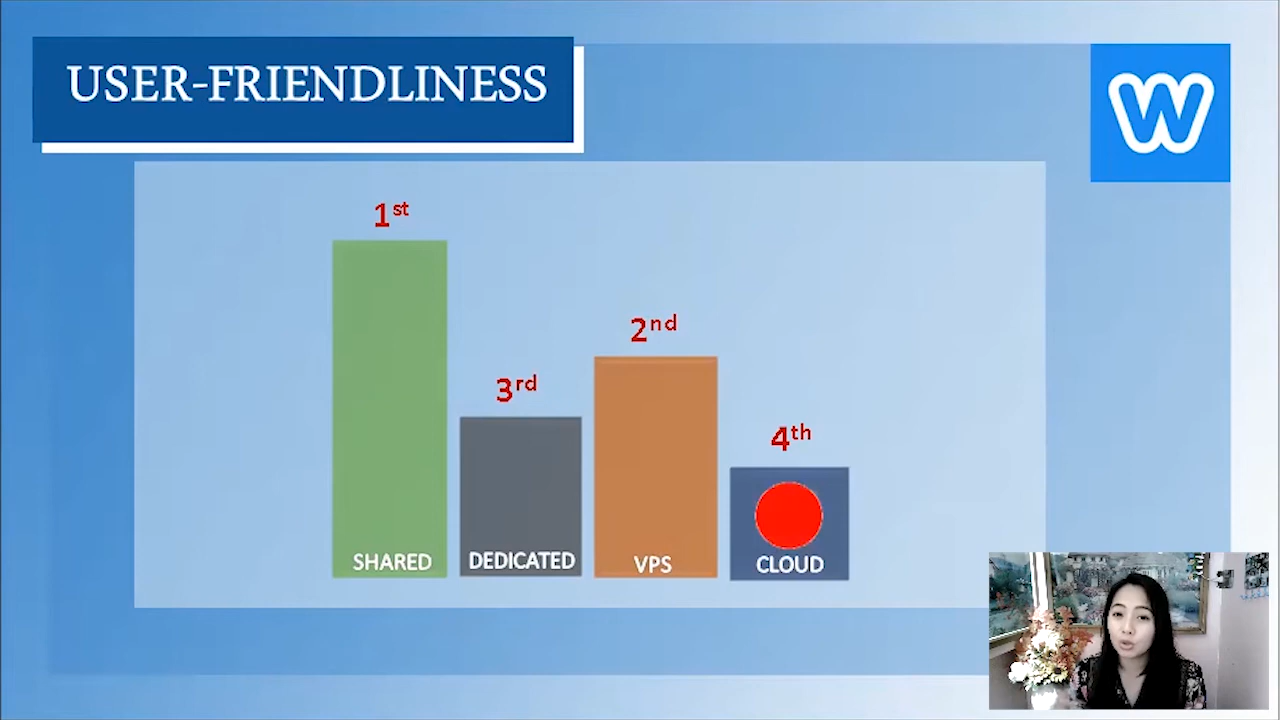 USER-FRIENDLINESS
W
1st
2nd
3rd
4th
SHARED
DEDICATED
VPS
CLOUD